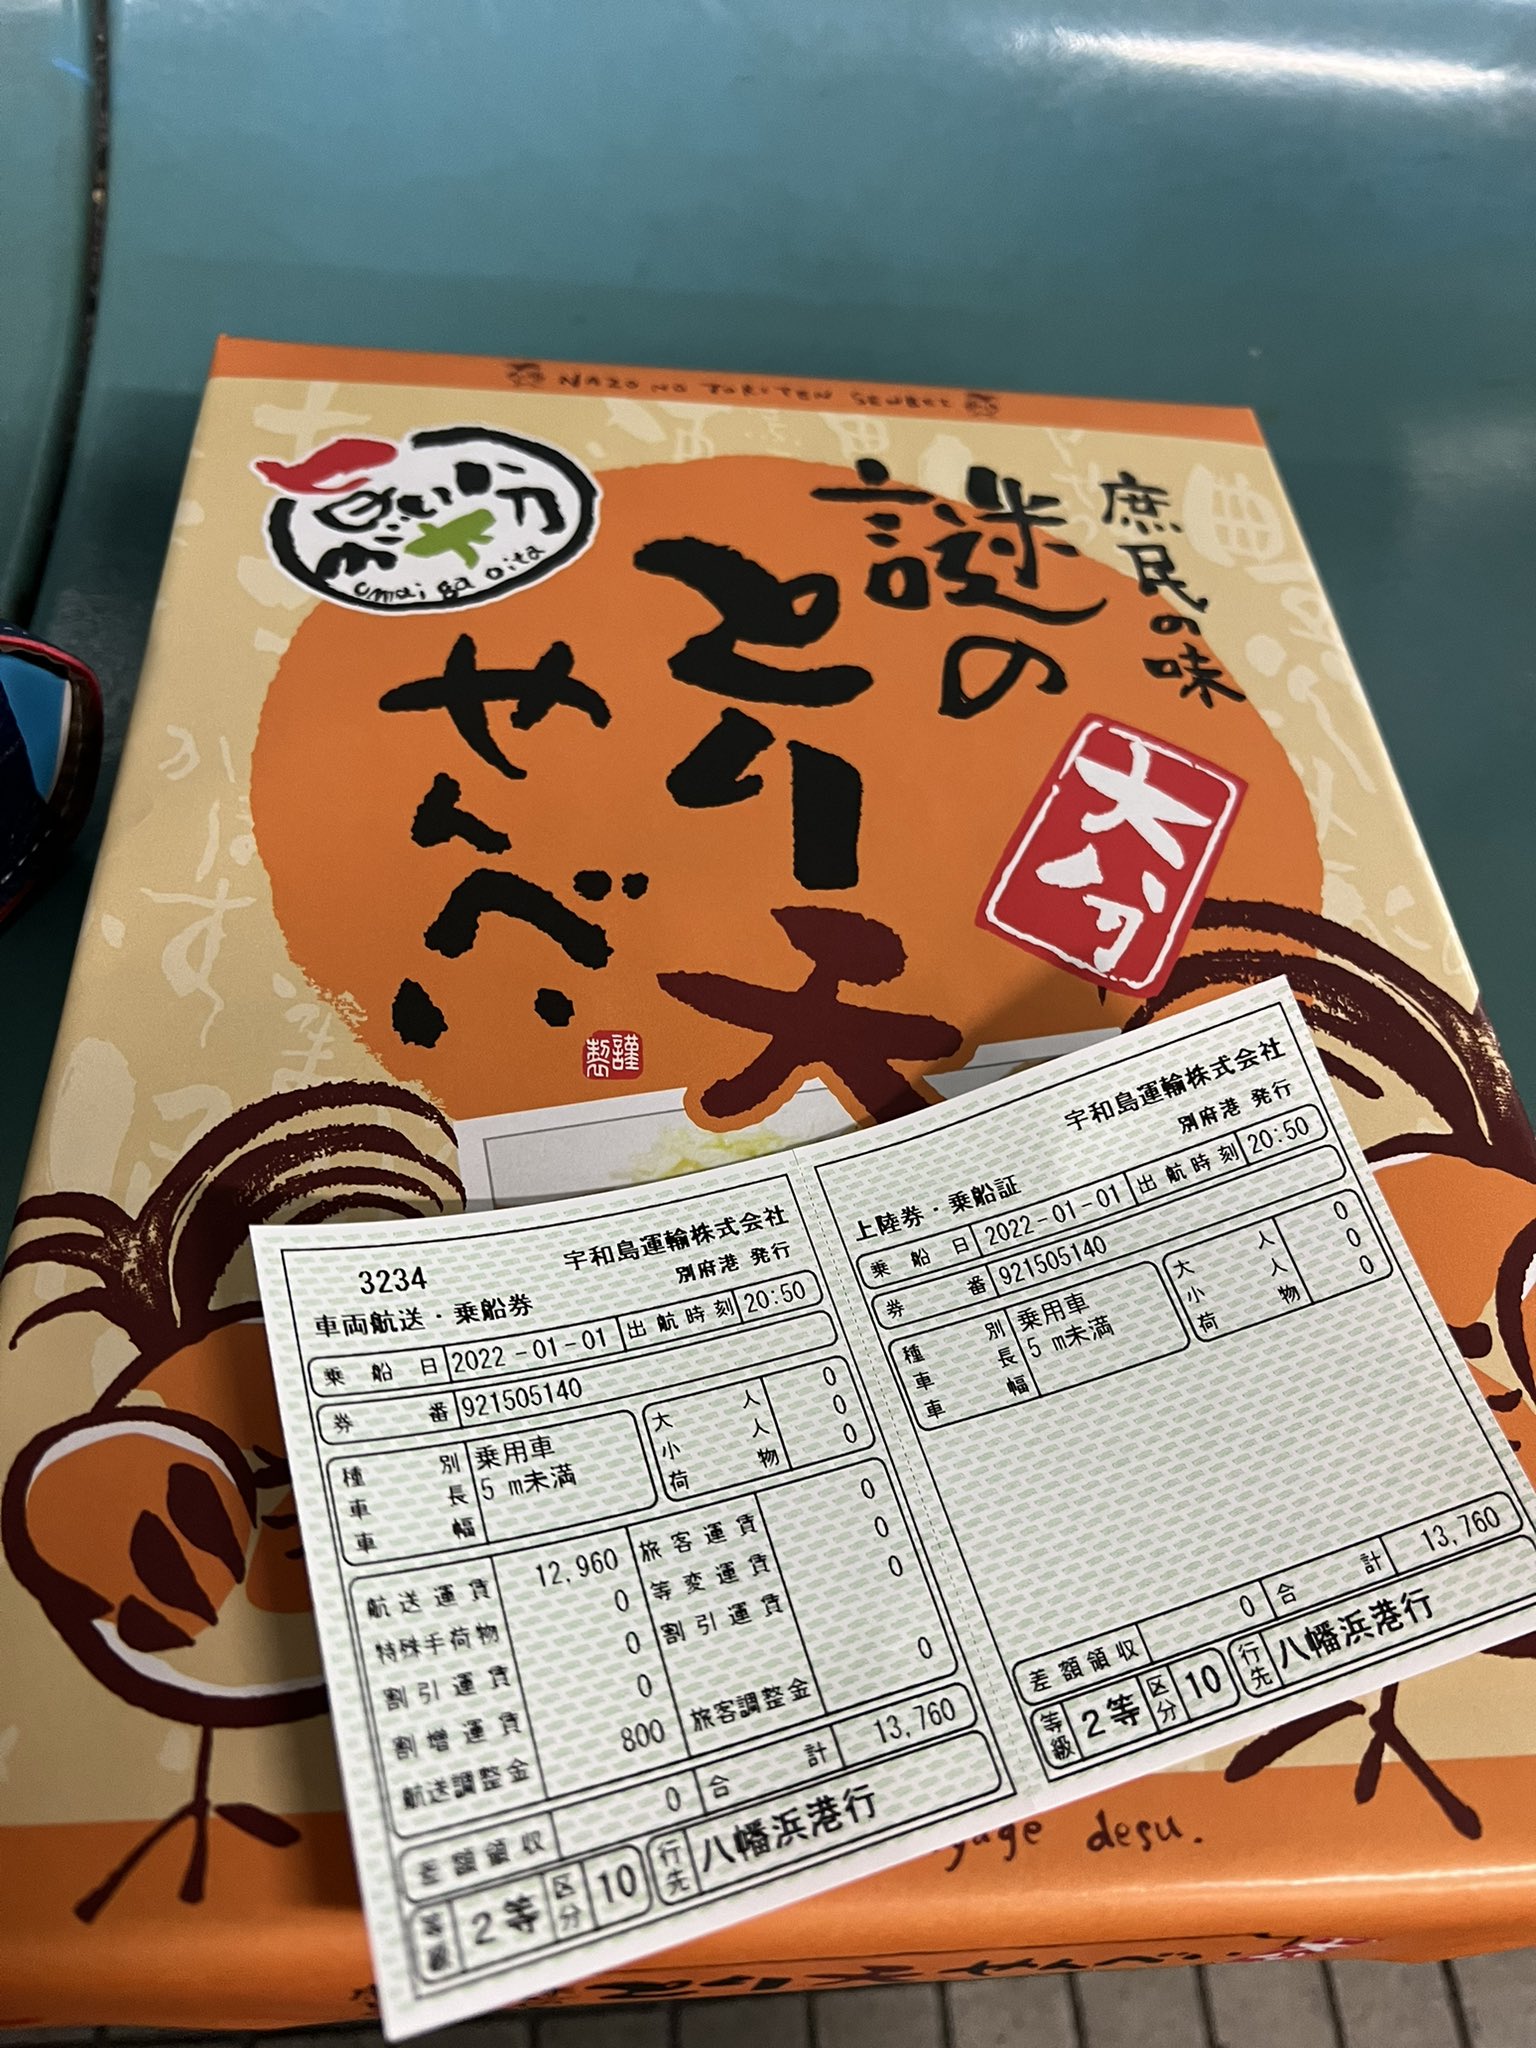 うまいが大分
umai ga oita
庶民の味
謎の
とり天
せんべい
大分
謹製
3234
宇和島運輸株式会社
別府港 発行
車両航送・乗船券
乗船日 2022-01-01 出航時刻 20:50
券番 921505140
種別 乗用車
車長 5 m未満
車幅
大人 0
小人 0
荷物 0
航送運賃 12,960
特殊手荷物 0
割引運賃 0
割増運賃 0
航送調整金 800
旅客運賃 0
等変運賃 0
割引運賃 0
旅客調整金 0
差額領収 0 合計 13,760
等級 2等 区分 10 行先 八幡浜港行
宇和島運輸株式会社
別府港 発行
上陸券・乗船証
乗船日 2022-01-01 出航時刻 20:50
券番 921505140
種別 乗用車
車長 5 m未満
車幅
大人 0
小人 0
荷物 0
差額領収 0 合計 13,760
等級 2等 区分 10 行先 八幡浜港行
desu.
とり天せんべい